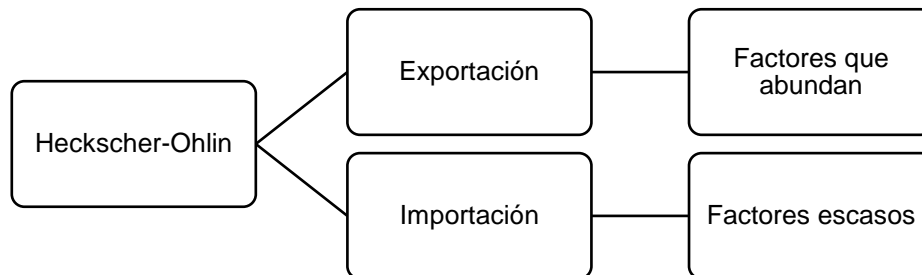 Heckscher-Ohlin
Exportación
Factores que
abundan
Importación
Factores escasos